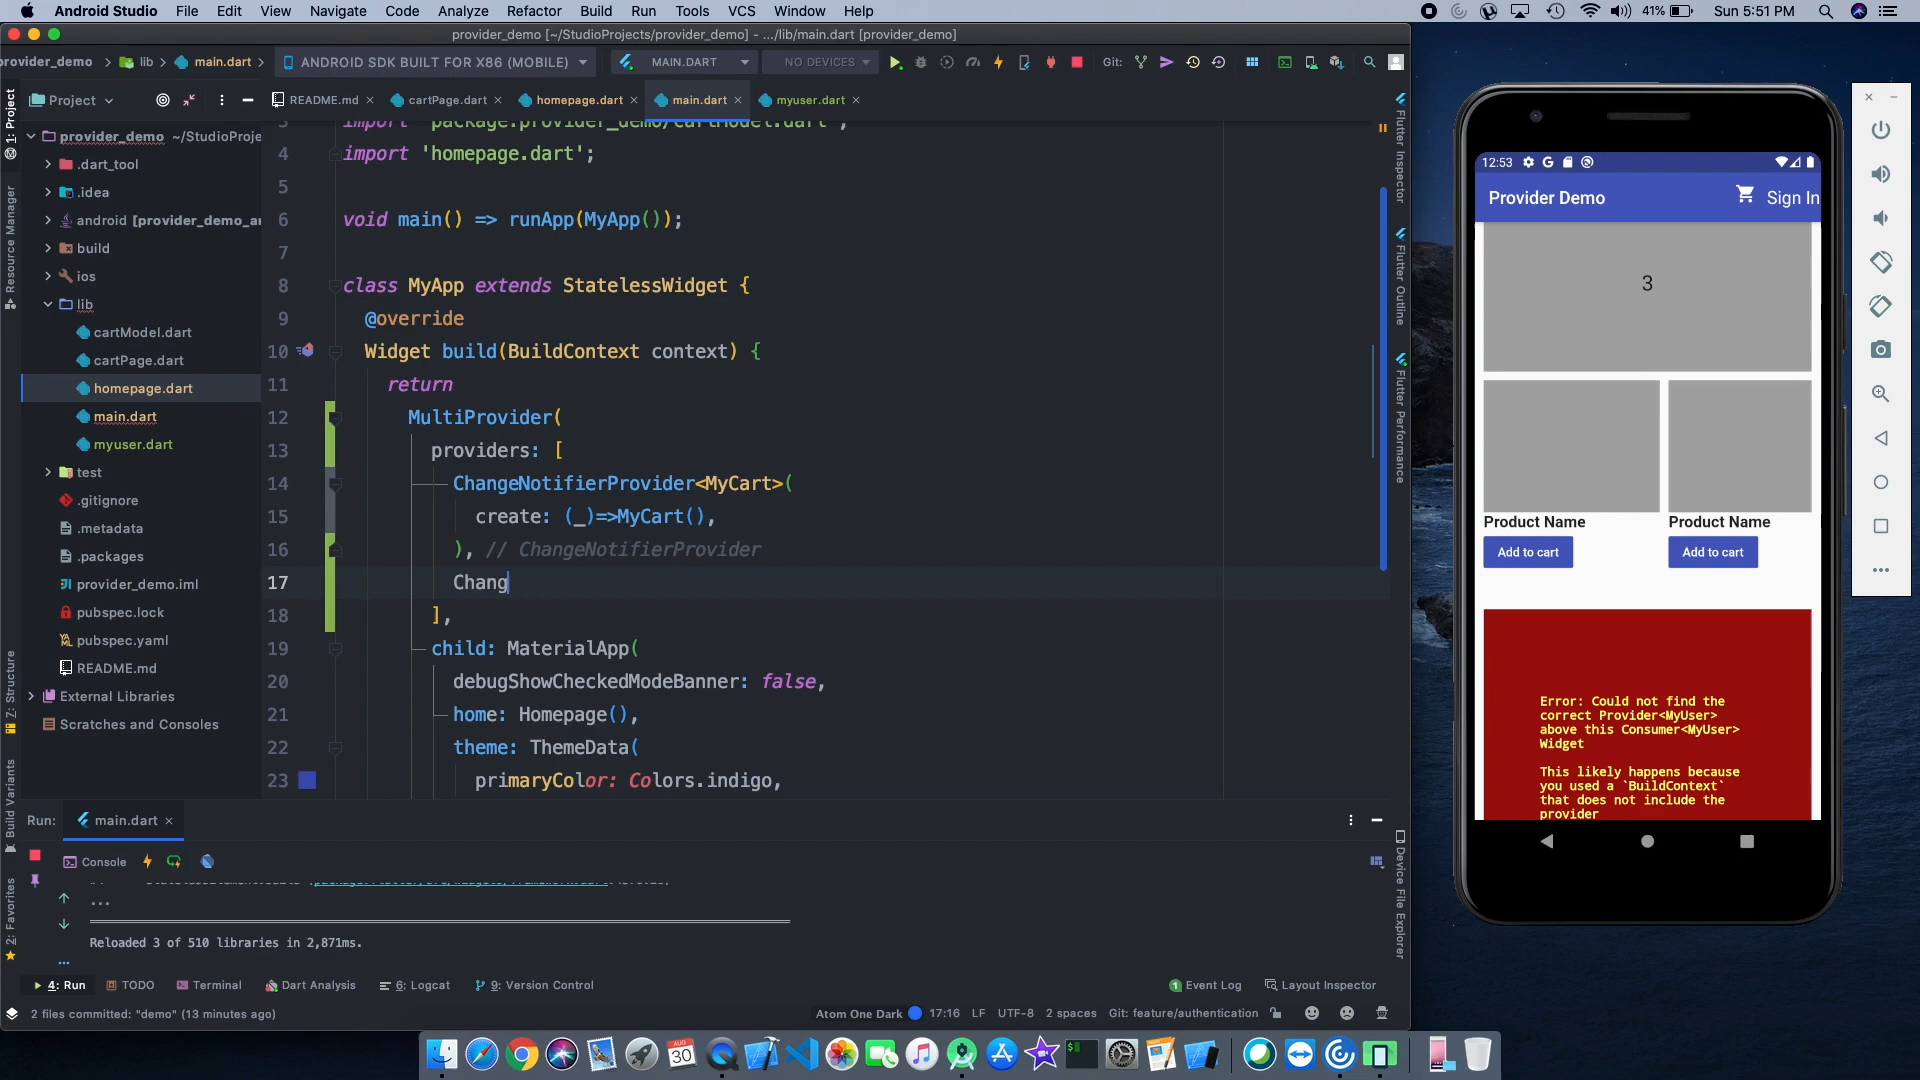 Android Studio File Edit View Navigate Code Analyze Refactor Build Run Tools VCS Window Help 41% Sun 5:51 PM
provider_demo [~/StudioProjects/provider_demo] - .../lib/main.dart [provider_demo]
provider_demo lib main.dart ANDROID SDK BUILT FOR X86 (MOBILE) MAIN.DART NO DEVICES Git:
Project README.md cartPage.dart homepage.dart main.dart myuser.dart
1: Project
Resource Manager
7: Structure
Build Variants
2: Favorites
provider_demo ~/StudioProje
.dart_tool
.idea
android [provider_demo_an
build
ios
lib
cartModel.dart
cartPage.dart
homepage.dart
main.dart
myuser.dart
test
.gitignore
.metadata
.packages
provider_demo.iml
pubspec.lock
pubspec.yaml
README.md
External Libraries
Scratches and Consoles
3 import 'package:provider_demo/cartModel.dart';
4 import 'homepage.dart';
5
6 void main() => runApp(MyApp());
7
8 class MyApp extends StatelessWidget {
9 @override
10 Widget build(BuildContext context) {
11 return
12 MultiProvider(
13 providers: [
14 ChangeNotifierProvider<MyCart>(
15 create: (_)=>MyCart(),
16 ), // ChangeNotifierProvider
17 Chang
18 ],
19 child: MaterialApp(
20 debugShowCheckedModeBanner: false,
21 home: Homepage(),
22 theme: ThemeData(
23 primaryColor: Colors.indigo,
Flutter Inspector
Flutter Outline
Flutter Performance
Device File Explorer
Run: main.dart
Console
...
Reloaded 3 of 510 libraries in 2,871ms.
4: Run TODO Terminal Dart Analysis 6: Logcat 9: Version Control 1 Event Log Layout Inspector
2 files committed: "demo" (13 minutes ago) Atom One Dark 17:16 LF UTF-8 2 spaces Git: feature/authentication
AUG
30
12:53
Provider Demo Sign In
3
Product Name Product Name
Add to cart Add to cart
Error: Could not find the
correct Provider<MyUser>
above this Consumer<MyUser>
Widget
This likely happens because
you used a `BuildContext`
that does not include the
provider